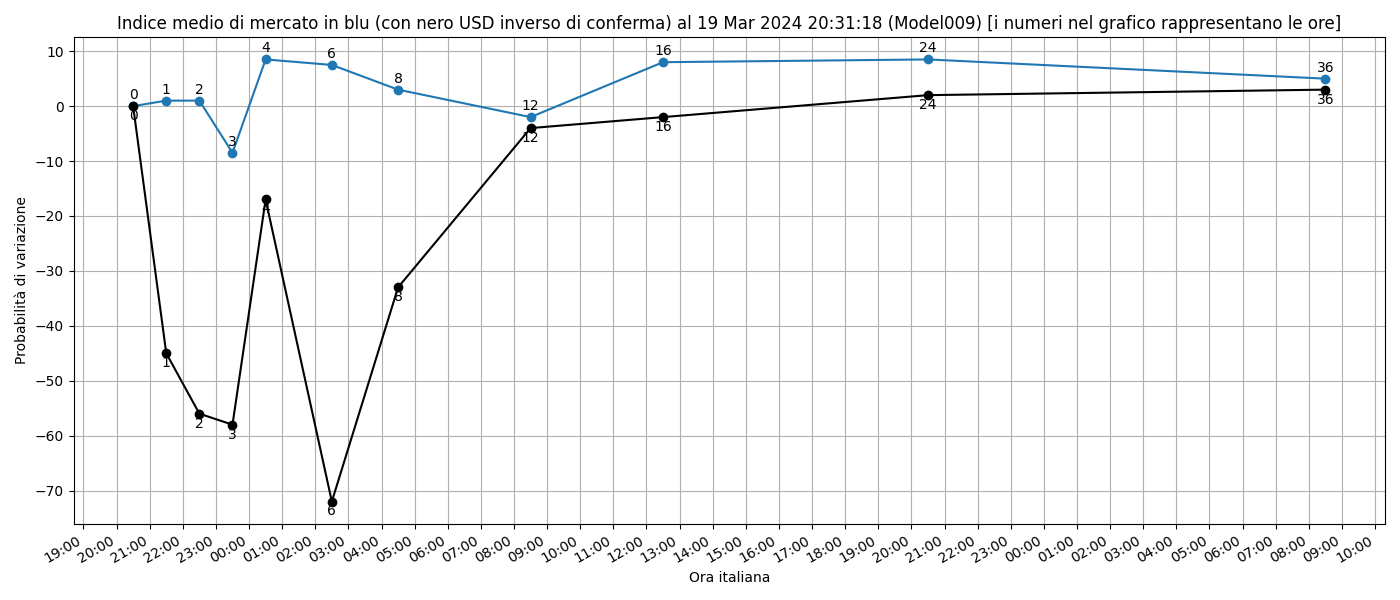 Indice medio di mercato in blu (con nero USD inverso di conferma) al 19 Mar 2024 20:31:18 (Model009) [i numeri nel grafico rappresentano le ore]
Probabilità di variazione
10
0
−10
−20
−30
−40
−50
−60
−70
0 1 2 3 4 6 8 12 16 24 36
0 1 2 3 4 6 8 12 16 24 36
19:00 20:00 21:00 22:00 23:00 00:00 01:00 02:00 03:00 04:00 05:00 06:00 07:00 08:00 09:00 10:00 11:00 12:00 13:00 14:00 15:00 16:00 17:00 18:00 19:00 20:00 21:00 22:00 23:00 00:00 01:00 02:00 03:00 04:00 05:00 06:00 07:00 08:00 09:00 10:00
Ora italiana